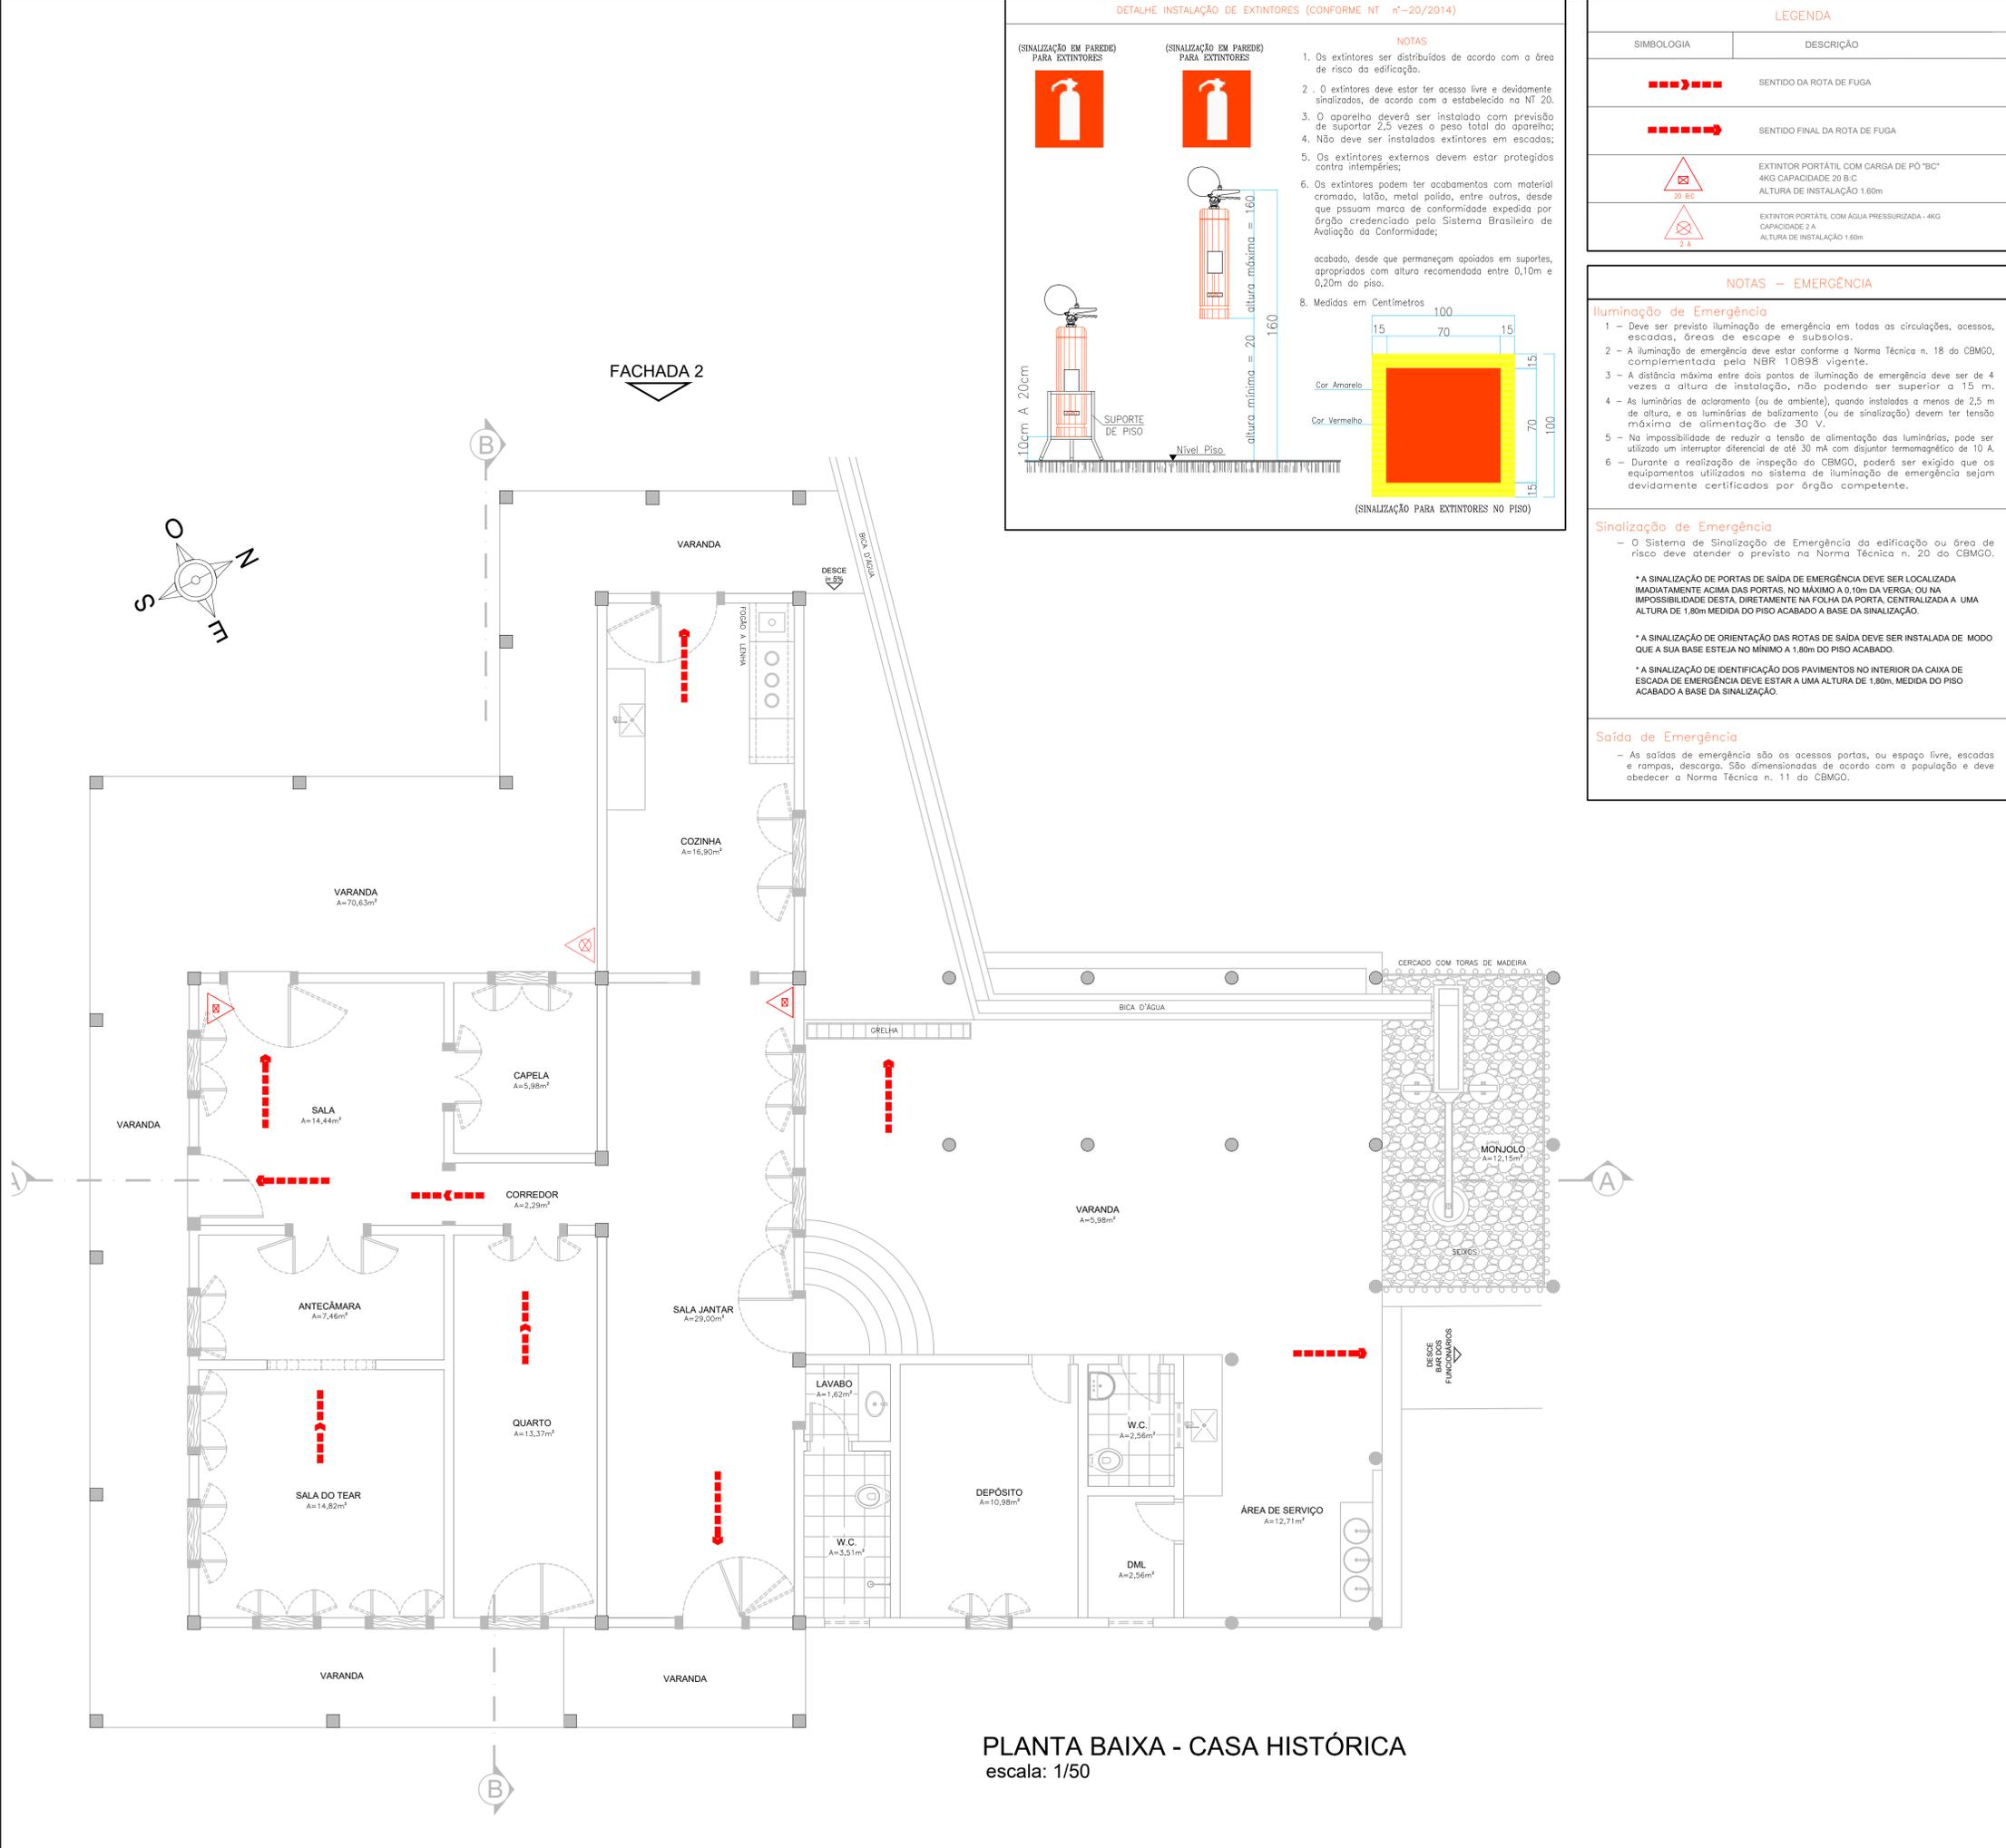 DETALHE INSTALAÇÃO DE EXTINTORES (CONFORME NT n°-20/2014)
(SINALIZAÇÃO EM PAREDE)
PARA EXTINTORES
(SINALIZAÇÃO EM PAREDE)
PARA EXTINTORES
NOTAS
1. Os extintores ser distribuídos de acordo com a área
de risco da edificação.
2 . O extintores deve estar ter acesso livre e devidamente
sinalizados, de acordo com a estabelecido na NT 20.
3. O aparelho deverá ser instalado com previsão
de suportar 2,5 vezes o peso total do aparelho;
4. Não deve ser instalados extintores em escadas;
5. Os extintores externos devem estar protegidos
contra intempéries;
6. Os extintores podem ter acabamentos com material
cromado, latão, metal polido, entre outros, desde
que pssuam marca de conformidade expedida por
órgão credenciado pelo Sistema Brasileiro de
Avaliação da Conformidade;
acabado, desde que permaneçam apoiados em suportes,
apropriados com altura recomendada entre 0,10m e
0,20m do piso.
8. Medidas em Centímetros
altura mínima = 20 altura máxima = 160
160
10cm A 20cm
SUPORTE
DE PISO
Nível Piso
100
15
70
15
Cor Amarelo
Cor Vermelho
15
70
15
100
(SINALIZAÇÃO PARA EXTINTORES NO PISO)
LEGENDA
SIMBOLOGIA
DESCRIÇÃO
SENTIDO DA ROTA DE FUGA
SENTIDO FINAL DA ROTA DE FUGA
20 B:C
EXTINTOR PORTÁTIL COM CARGA DE PÓ "BC"
4KG CAPACIDADE 20 B:C
ALTURA DE INSTALAÇÃO 1.60m
2 A
EXTINTOR PORTÁTIL COM ÁGUA PRESSURIZADA - 4KG
CAPACIDADE 2 A
ALTURA DE INSTALAÇÃO 1.60m
NOTAS – EMERGÊNCIA
Iluminação de Emergência
1 – Deve ser previsto iluminação de emergência em todas as circulações, acessos,
escadas, áreas de escape e subsolos.
2 – A iluminação de emergência deve estar conforme a Norma Técnica n. 18 do CBMGO,
complementada pela NBR 10898 vigente.
3 – A distância máxima entre dois pontos de iluminação de emergência deve ser de 4
vezes a altura de instalação, não podendo ser superior a 15 m.
4 – As luminárias de aclaramento (ou de ambiente), quando instaladas a menos de 2,5 m
de altura, e as luminárias de balizamento (ou de sinalização) devem ter tensão
máxima de alimentação de 30 V.
5 – Na impossibilidade de reduzir a tensão de alimentação das luminárias, pode ser
utilizado um interruptor diferencial de até 30 mA com disjuntor termomagnético de 10 A.
6 – Durante a realização de inspeção do CBMGO, poderá ser exigido que os
equipamentos utilizados no sistema de iluminação de emergência sejam
devidamente certificados por órgão competente.
Sinalização de Emergência
– O Sistema de Sinalização de Emergência da edificação ou área de
risco deve atender o previsto na Norma Técnica n. 20 do CBMGO.
* A SINALIZAÇÃO DE PORTAS DE SAÍDA DE EMERGÊNCIA DEVE SER LOCALIZADA
IMADIATAMENTE ACIMA DAS PORTAS, NO MÁXIMO A 0,10m DA VERGA; OU NA
IMPOSSIBILIDADE DESTA, DIRETAMENTE NA FOLHA DA PORTA, CENTRALIZADA A UMA
ALTURA DE 1,80m MEDIDA DO PISO ACABADO A BASE DA SINALIZAÇÃO.
* A SINALIZAÇÃO DE ORIENTAÇÃO DAS ROTAS DE SAÍDA DEVE SER INSTALADA DE MODO
QUE A SUA BASE ESTEJA NO MÍNIMO A 1,80m DO PISO ACABADO.
* A SINALIZAÇÃO DE IDENTIFICAÇÃO DOS PAVIMENTOS NO INTERIOR DA CAIXA DE
ESCADA DE EMERGÊNCIA DEVE ESTAR A UMA ALTURA DE 1,80m, MEDIDA DO PISO
ACABADO A BASE DA SINALIZAÇÃO.
Saída de Emergência
– As saídas de emergência são os acessos portas, ou espaço livre, escadas
e rampas, descarga. São dimensionadas de acordo com a população e deve
obedecer a Norma Técnica n. 11 do CBMGO.
FACHADA 2
B
O
N
S
E
VARANDA
DESCE
i= 5%
BICA D'ÁGUA
FOGÃO A LENHA
COZINHA
A=16,90m²
VARANDA
A=70,63m²
CERCADO COM TORAS DE MADEIRA
BICA D'ÁGUA
GRELHA
CAPELA
A=5,98m²
SALA
A=14,44m²
VARANDA
MONJOLO
A=12,15m²
A
A
CORREDOR
A=2,29m²
VARANDA
A=5,98m²
SEIXOS
ANTECÂMARA
A=7,46m²
SALA JANTAR
A=29,00m²
DESCE
BAR DOS
FUNCIONÁRIOS
LAVABO
A=1,62m²
QUARTO
A=13,37m²
W.C.
A=2,56m²
SALA DO TEAR
A=14,82m²
DEPÓSITO
A=10,98m²
ÁREA DE SERVIÇO
A=12,71m²
W.C.
A=3,51m²
DML
A=2,56m²
VARANDA
VARANDA
B
PLANTA BAIXA - CASA HISTÓRICA
escala: 1/50